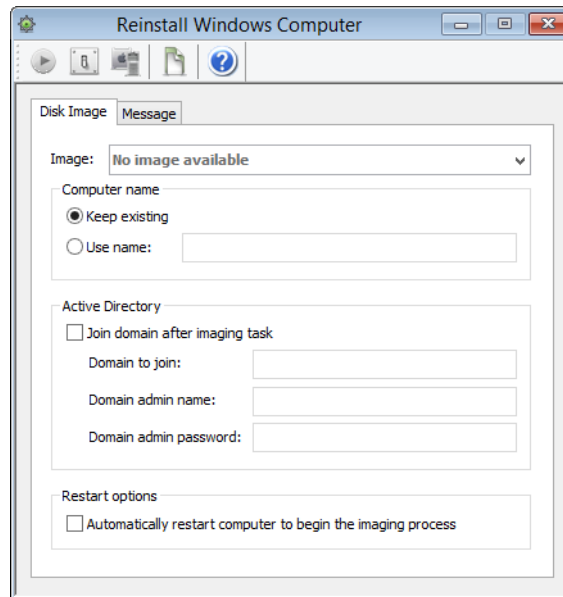 Reinstall Windows Computer
Disk Image Message
Image: No image available
Computer name
Keep existing
Use name:
Active Directory
Join domain after imaging task
Domain to join:
Domain admin name:
Domain admin password:
Restart options
Automatically restart computer to begin the imaging process